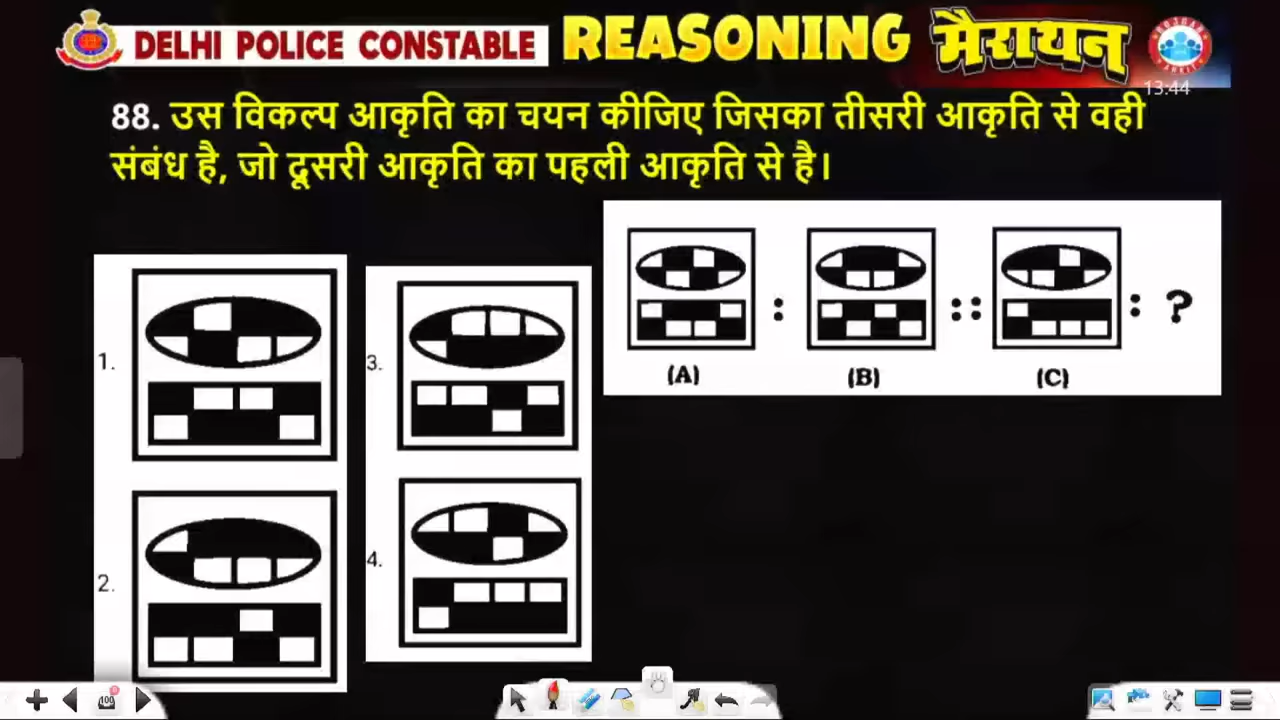 DELHI POLICE CONSTABLE REASONING मैराथन
13:44
88. उस विकल्प आकृति का चयन कीजिए जिसका तीसरी आकृति से वही
संबंध है, जो दूसरी आकृति का पहली आकृति से है।
: :: : ?
(A) (B) (C)
1.
3.
2.
4.